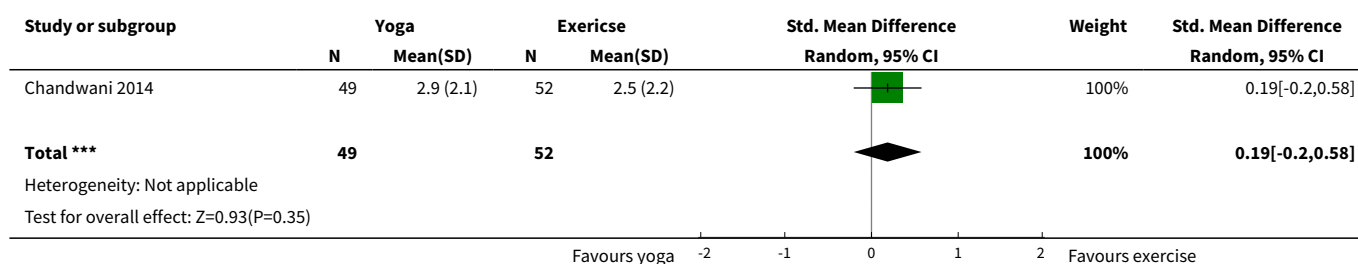 Study or subgroup Yoga Exericse Std. Mean Difference Weight Std. Mean Difference
N Mean(SD) N Mean(SD) Random, 95% CI Random, 95% CI
Chandwani 2014 49 2.9 (2.1) 52 2.5 (2.2) 100% 0.19[-0.2,0.58]
Total *** 49 52 100% 0.19[-0.2,0.58]
Heterogeneity: Not applicable
Test for overall effect: Z=0.93(P=0.35)
Favours yoga -2 -1 0 1 2 Favours exercise